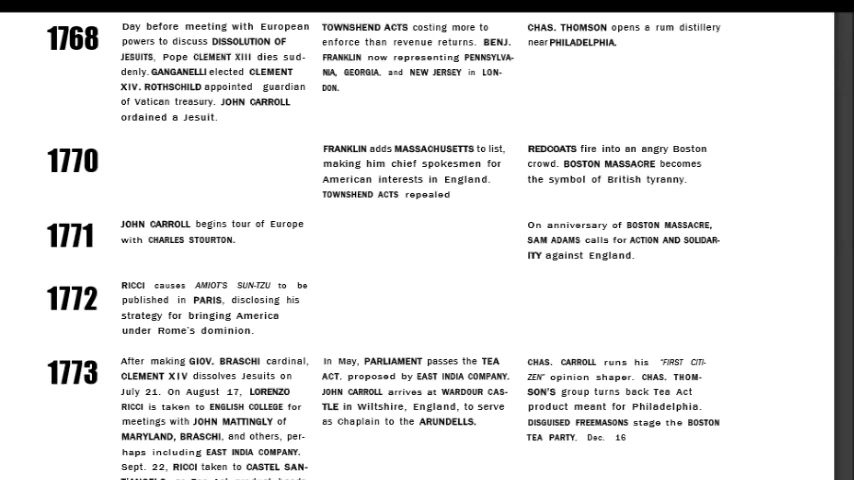 1768
Day before meeting with European
powers to discuss DISSOLUTION OF
JESUITS, Pope CLEMENT XIII dies sud-
denly. GANGANELLI elected CLEMENT
XIV. ROTHSCHILD appointed guardian
of Vatican treasury. JOHN CARROLL
ordained a Jesuit.
TOWNSHEND ACTS costing more to
enforce than revenue returns. BENJ.
FRANKLIN now representing PENNSYLVA-
NIA, GEORGIA, and NEW JERSEY in LON-
DON.
CHAS. THOMSON opens a rum distillery
near PHILADELPHIA.
1770
FRANKLIN adds MASSACHUSETTS to list,
making him chief spokesmen for
American interests in England.
TOWNSHEND ACTS repealed
REDCOATS fire into an angry Boston
crowd. BOSTON MASSACRE becomes
the symbol of British tyranny.
1771
JOHN CARROLL begins tour of Europe
with CHARLES STOURTON.
On anniversary of BOSTON MASSACRE,
SAM ADAMS calls for ACTION AND SOLIDAR-
ITY against England.
1772
RICCI causes AMIOT'S SUN-TZU to be
published in PARIS, disclosing his
strategy for bringing America
under Rome's dominion.
1773
After making GIOV. BRASCHI cardinal,
CLEMENT XIV dissolves Jesuits on
July 21. On August 17, LORENZO
RICCI is taken to ENGLISH COLLEGE for
meetings with JOHN MATTINGLY of
MARYLAND, BRASCHI, and others, per-
haps including EAST INDIA COMPANY.
Sept. 22, RICCI taken to CASTEL SAN-
In May, PARLIAMENT passes the TEA
ACT, proposed by EAST INDIA COMPANY.
JOHN CARROLL arrives at WARDOUR CAS-
TLE in Wiltshire, England, to serve
as Chaplain to the ARUNDELLS.
CHAS. CARROLL runs his "FIRST CITI-
ZEN" opinion shaper. CHAS. THOM-
SON'S group turns back Tea Act
product meant for Philadelphia.
DISGUISED FREEMASONS stage the BOSTON
TEA PARTY. Dec. 16